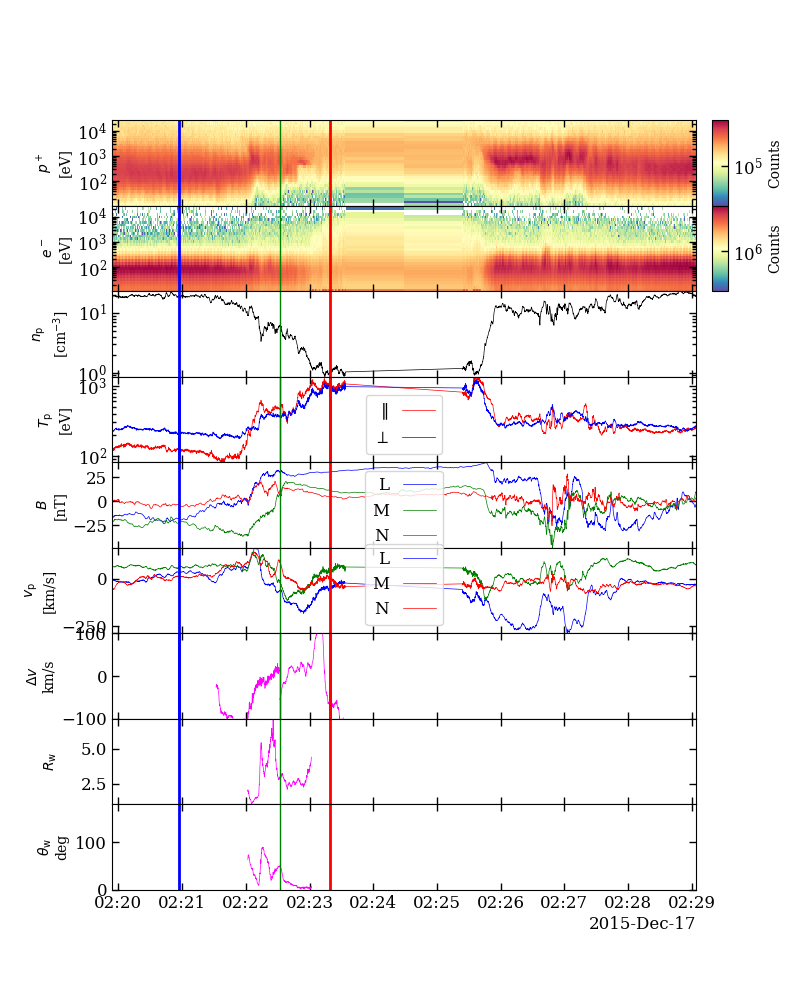 10⁴
10³
10²
p⁺
[eV]
10⁵
Counts
10⁴
10³
10²
e⁻
[eV]
10⁶
Counts
10¹
10⁰
nₚ
[cm⁻³]
10³
10²
Tₚ
[eV]
∥
⊥
25
0
−25
B
[nT]
L
M
N
0
−250
vₚ
[km/s]
L
M
N
100
0
−100
Δv
km/s
5.0
2.5
R_w
100
0
θ_w
deg
02:20 02:21 02:22 02:23 02:24 02:25 02:26 02:27 02:28 02:29
2015-Dec-17